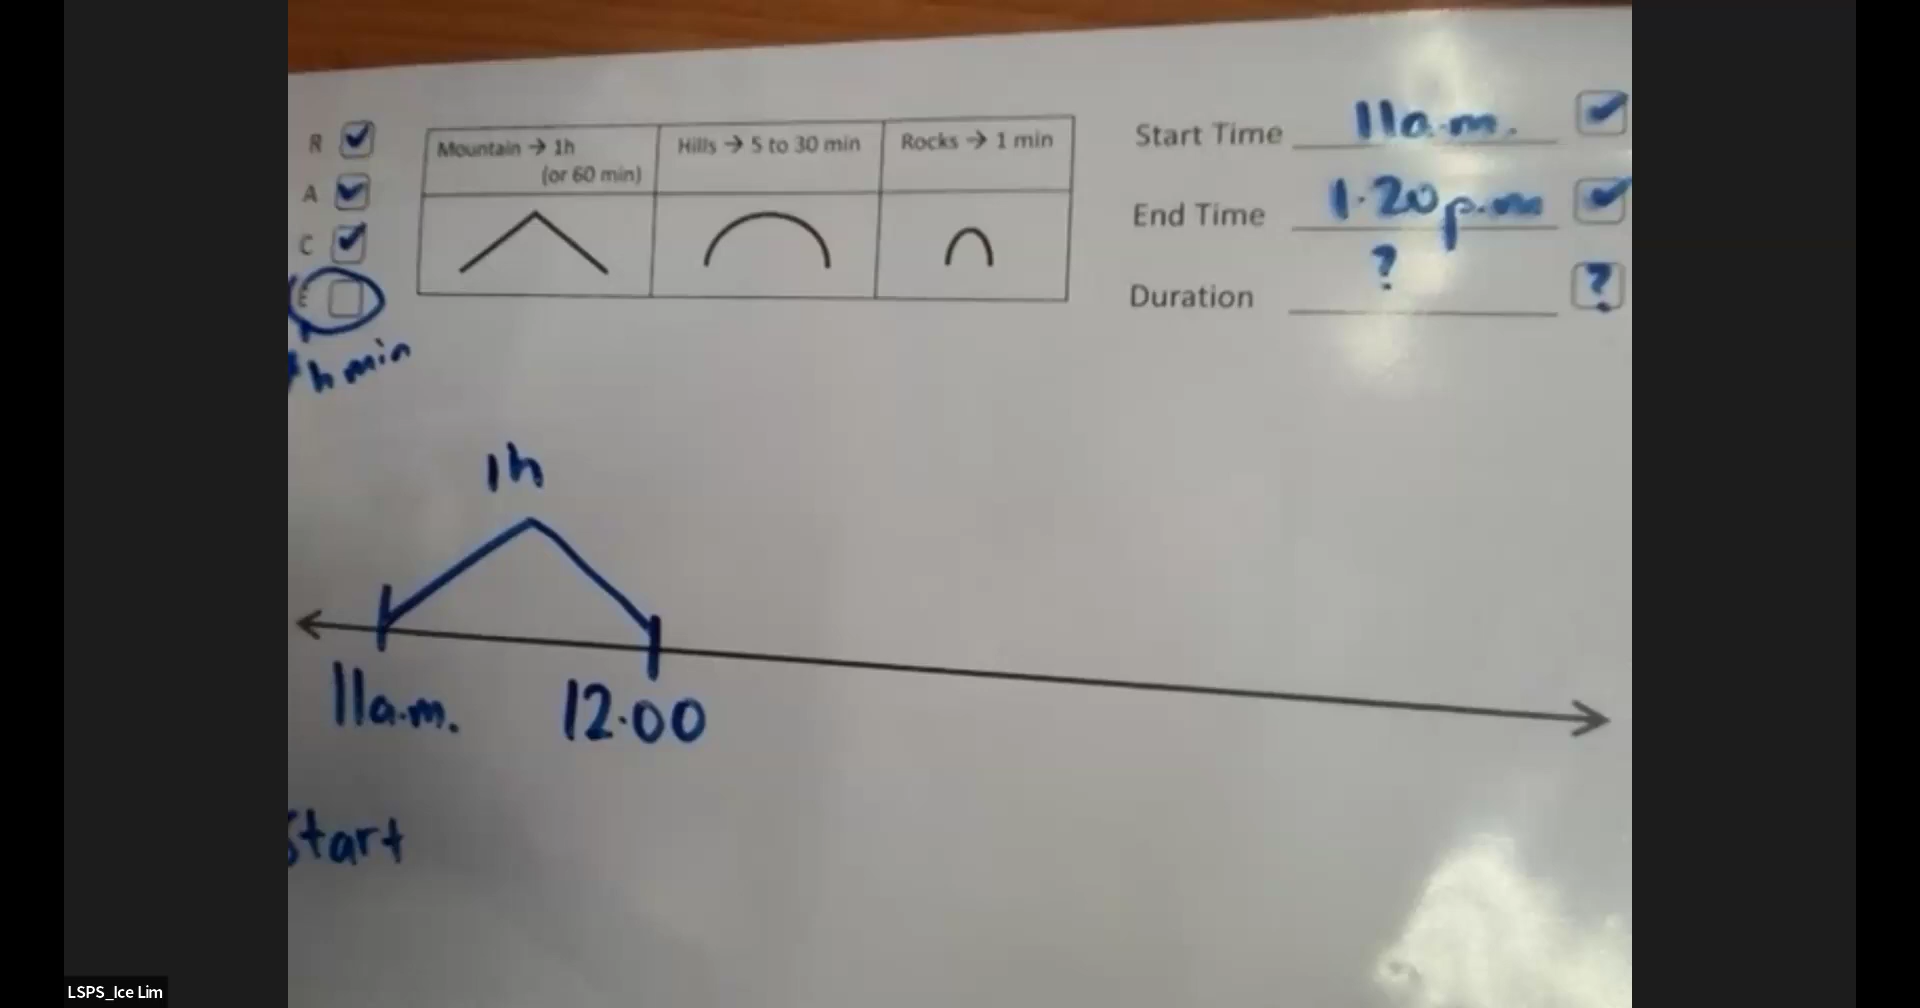 R
A
C
E
h min
Mountain → 1h
(or 60 min)
Hills → 5 to 30 min
Rocks → 1 min
Start Time 11a.m.
End Time 1.20p.m
?
Duration
?
1h
11a.m. 12.00
Start
LSPS_Ice Lim